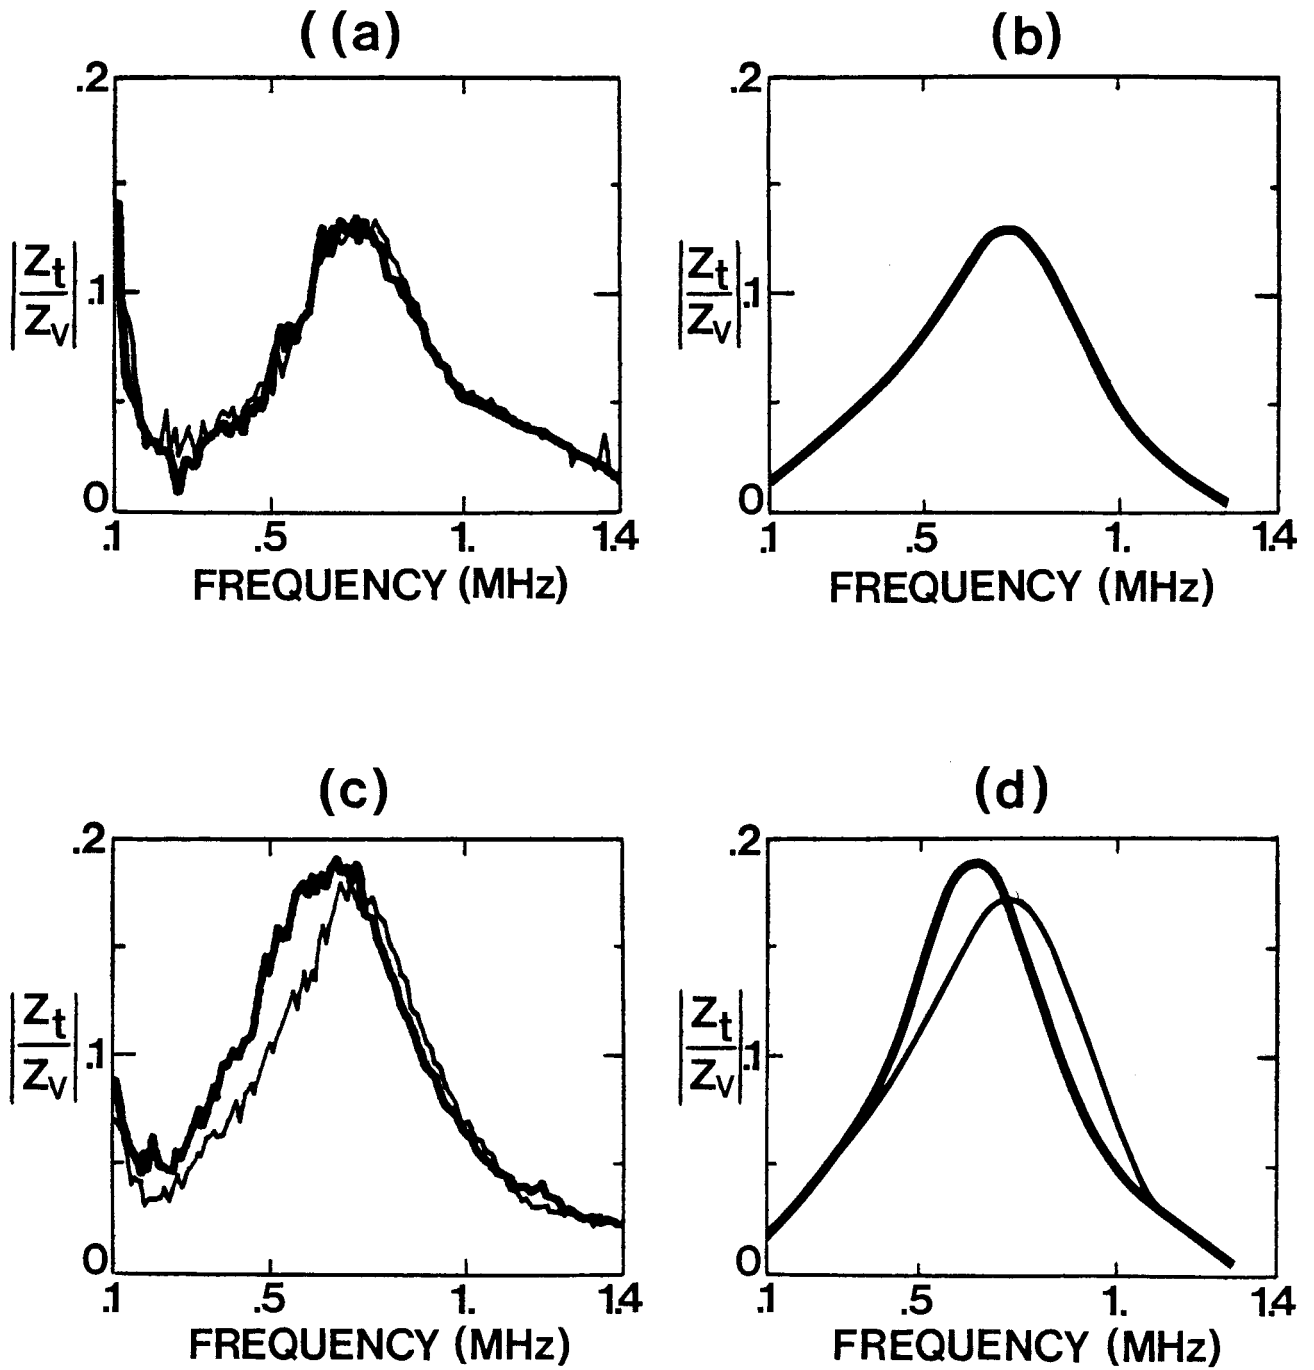 ( (a)
.2
.1
0
|Zt/Zv|
.1 .5 1. 1.4
FREQUENCY (MHz)
(b)
.2
.1
0
|Zt/Zv|
.1 .5 1. 1.4
FREQUENCY (MHz)
(c)
.2
.1
0
|Zt/Zv|
.1 .5 1. 1.4
FREQUENCY (MHz)
(d)
.2
.1
0
|Zt/Zv|
.1 .5 1. 1.4
FREQUENCY (MHz)